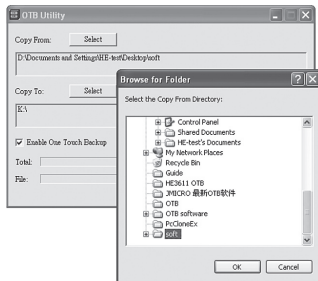 OTB Utility
Copy From: Select
D:\Documents and Settings\HE-test\Desktop\soft
Copy To: Select
K:\
Enable One Touch Backup
Total:
File:
Browse for Folder
Select the Copy From Directory:
Control Panel
Shared Documents
HE-test's Documents
My Network Places
Recycle Bin
Guide
HE3611 OTB
JMICRO 最新OTB软件
OTB
OTB software
PcCloneEx
soft
OK Cancel